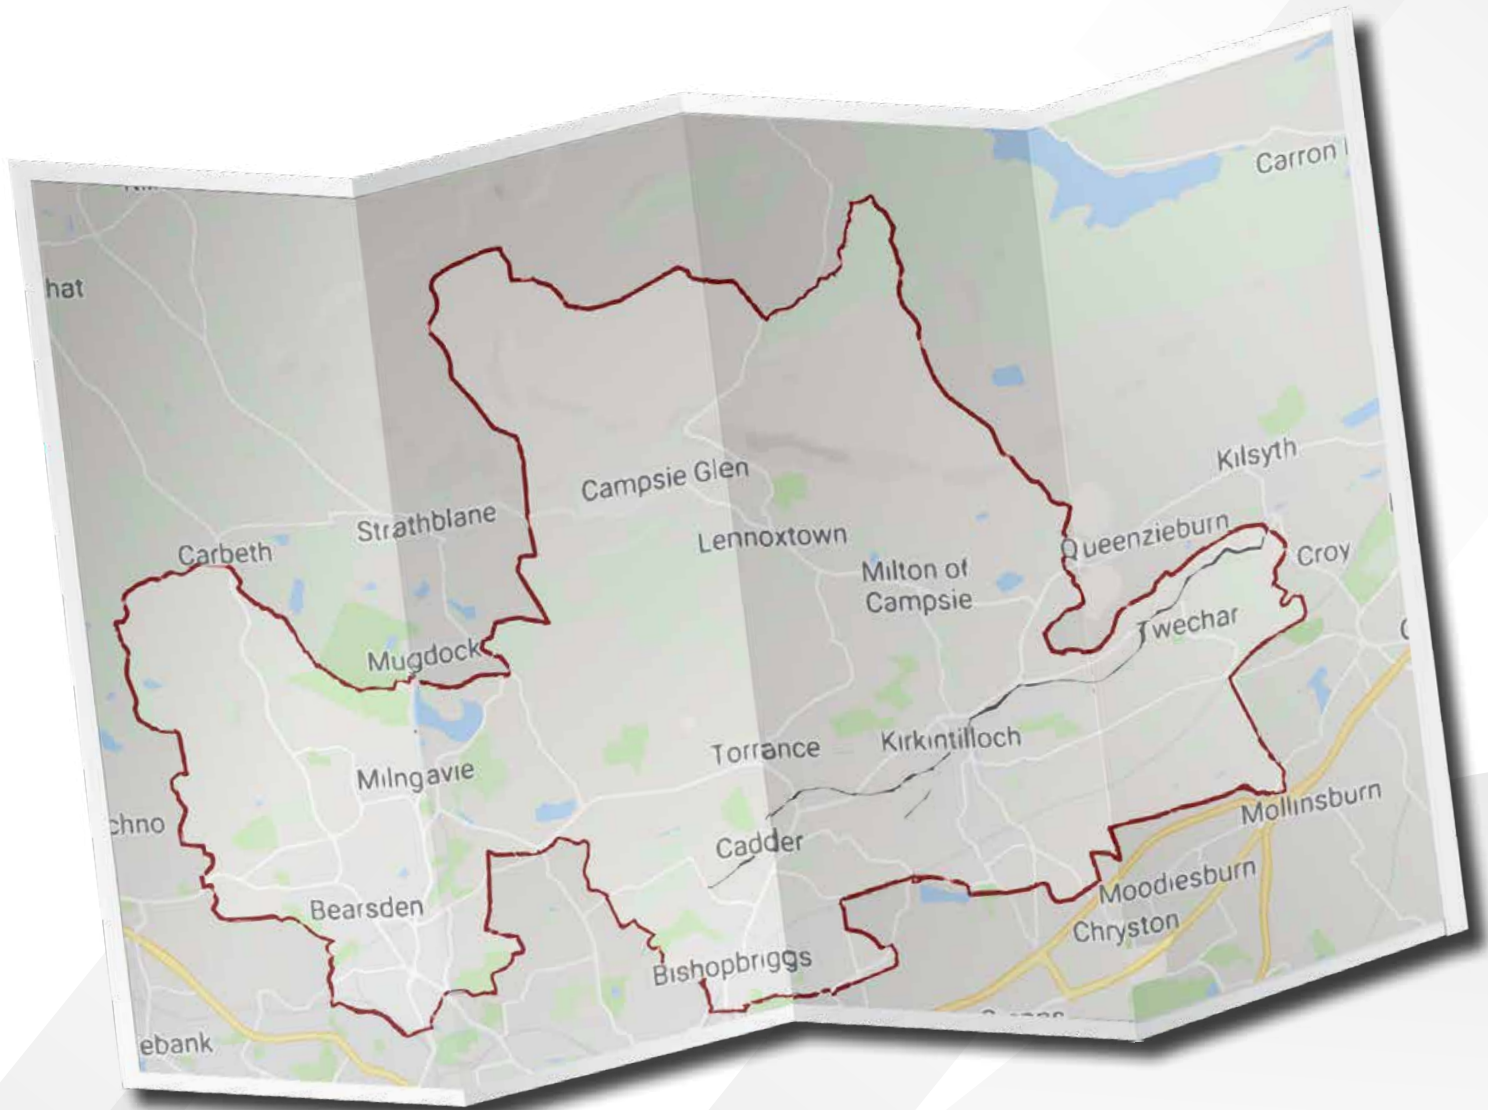 Carron
hat
Kilsyth
Campsie Glen
Strathblane
Queenzieburn
Lennoxtown
Carbeth
Croy
Milton of
Campsie
Twechar
Mugdock
Kirkintilloch
Torrance
Milngavie
Mollinsburn
chno
Cadder
Moodiesburn
Bearsden
Chryston
Bishopbriggs
ebank